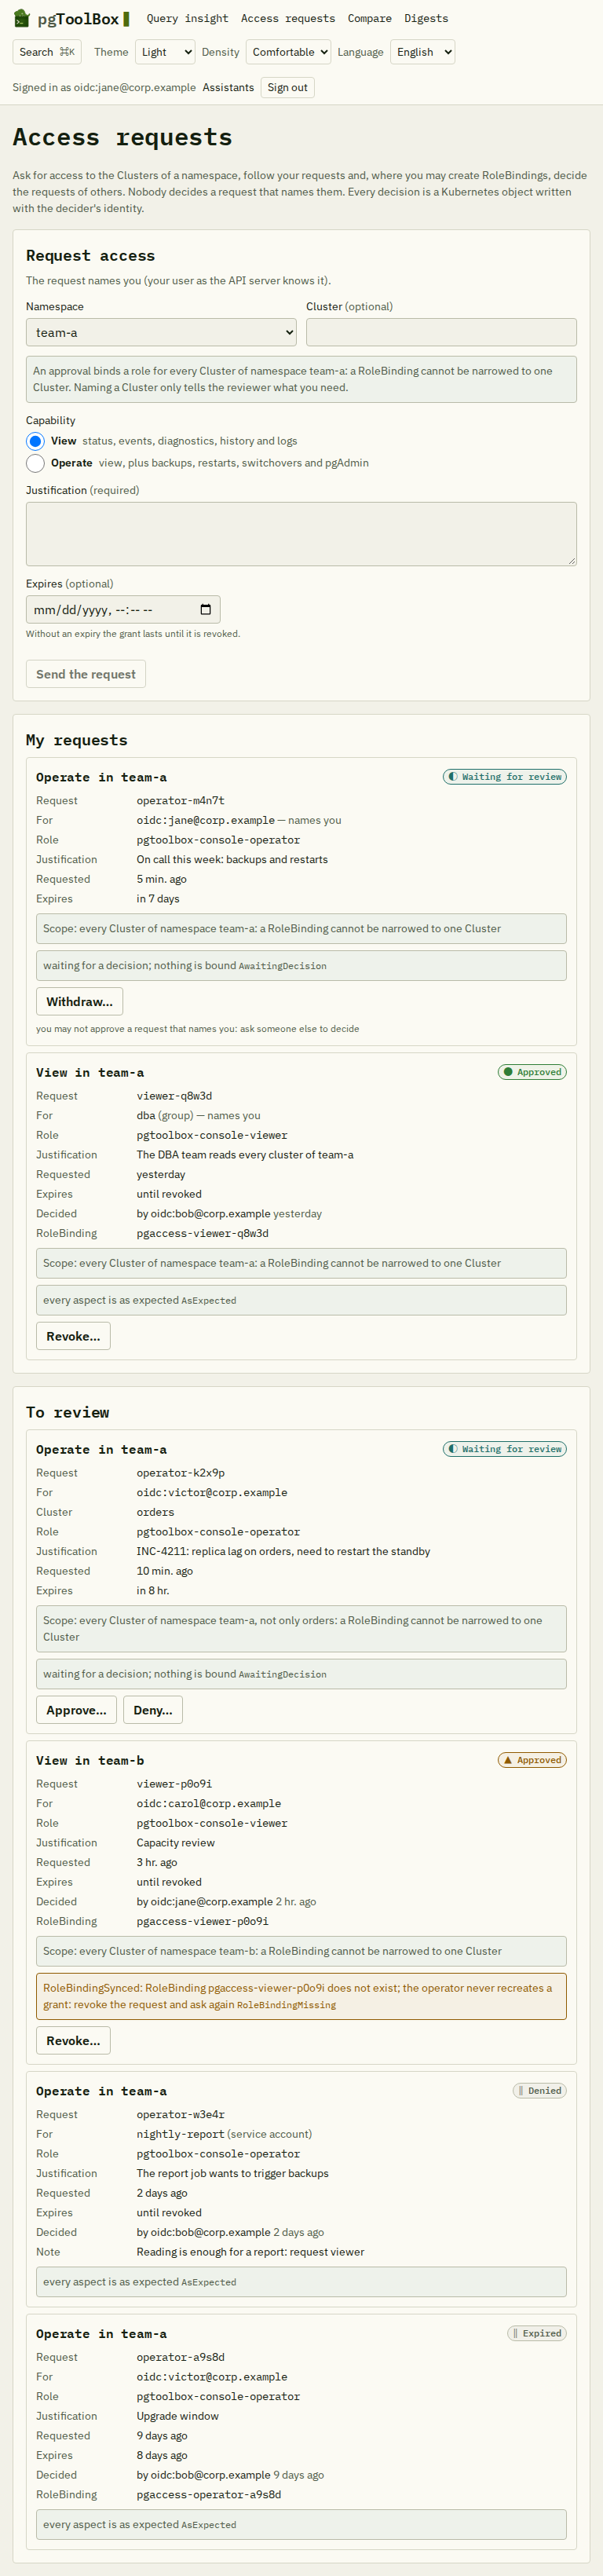 pgToolBox
Query insight Access requests Compare Digests
Search ⌘K Theme Light Density Comfortable Language English
Signed in as oidc:jane@corp.example Assistants Sign out
Access requests
Ask for access to the Clusters of a namespace, follow your requests and, where you may create RoleBindings, decide
the requests of others. Nobody decides a request that names them. Every decision is a Kubernetes object written
with the decider's identity.
Request access
The request names you (your user as the API server knows it).
Namespace Cluster (optional)
team-a
An approval binds a role for every Cluster of namespace team-a: a RoleBinding cannot be narrowed to one
Cluster. Naming a Cluster only tells the reviewer what you need.
Capability
View status, events, diagnostics, history and logs
Operate view, plus backups, restarts, switchovers and pgAdmin
Justification (required)
Expires (optional)
mm/dd/yyyy, --:-- --
Without an expiry the grant lasts until it is revoked.
Send the request
My requests
Operate in team-a Waiting for review
Request operator-m4n7t
For oidc:jane@corp.example — names you
Role pgtoolbox-console-operator
Justification On call this week: backups and restarts
Requested 5 min. ago
Expires in 7 days
Scope: every Cluster of namespace team-a: a RoleBinding cannot be narrowed to one Cluster
waiting for a decision; nothing is bound AwaitingDecision
Withdraw...
you may not approve a request that names you: ask someone else to decide
View in team-a Approved
Request viewer-q8w3d
For dba (group) — names you
Role pgtoolbox-console-viewer
Justification The DBA team reads every cluster of team-a
Requested yesterday
Expires until revoked
Decided by oidc:bob@corp.example yesterday
RoleBinding pgaccess-viewer-q8w3d
Scope: every Cluster of namespace team-a: a RoleBinding cannot be narrowed to one Cluster
every aspect is as expected AsExpected
Revoke...
To review
Operate in team-a Waiting for review
Request operator-k2x9p
For oidc:victor@corp.example
Cluster orders
Role pgtoolbox-console-operator
Justification INC-4211: replica lag on orders, need to restart the standby
Requested 10 min. ago
Expires in 8 hr.
Scope: every Cluster of namespace team-a, not only orders: a RoleBinding cannot be narrowed to one
Cluster
waiting for a decision; nothing is bound AwaitingDecision
Approve... Deny...
View in team-b Approved
Request viewer-p0o9i
For oidc:carol@corp.example
Role pgtoolbox-console-viewer
Justification Capacity review
Requested 3 hr. ago
Expires until revoked
Decided by oidc:jane@corp.example 2 hr. ago
RoleBinding pgaccess-viewer-p0o9i
Scope: every Cluster of namespace team-b: a RoleBinding cannot be narrowed to one Cluster
RoleBindingSynced: RoleBinding pgaccess-viewer-p0o9i does not exist; the operator never recreates a
grant: revoke the request and ask again RoleBindingMissing
Revoke...
Operate in team-a Denied
Request operator-w3e4r
For nightly-report (service account)
Role pgtoolbox-console-operator
Justification The report job wants to trigger backups
Requested 2 days ago
Expires until revoked
Decided by oidc:bob@corp.example 2 days ago
Note Reading is enough for a report: request viewer
every aspect is as expected AsExpected
Operate in team-a Expired
Request operator-a9s8d
For oidc:victor@corp.example
Role pgtoolbox-console-operator
Justification Upgrade window
Requested 9 days ago
Expires 8 days ago
Decided by oidc:bob@corp.example 9 days ago
RoleBinding pgaccess-operator-a9s8d
every aspect is as expected AsExpected